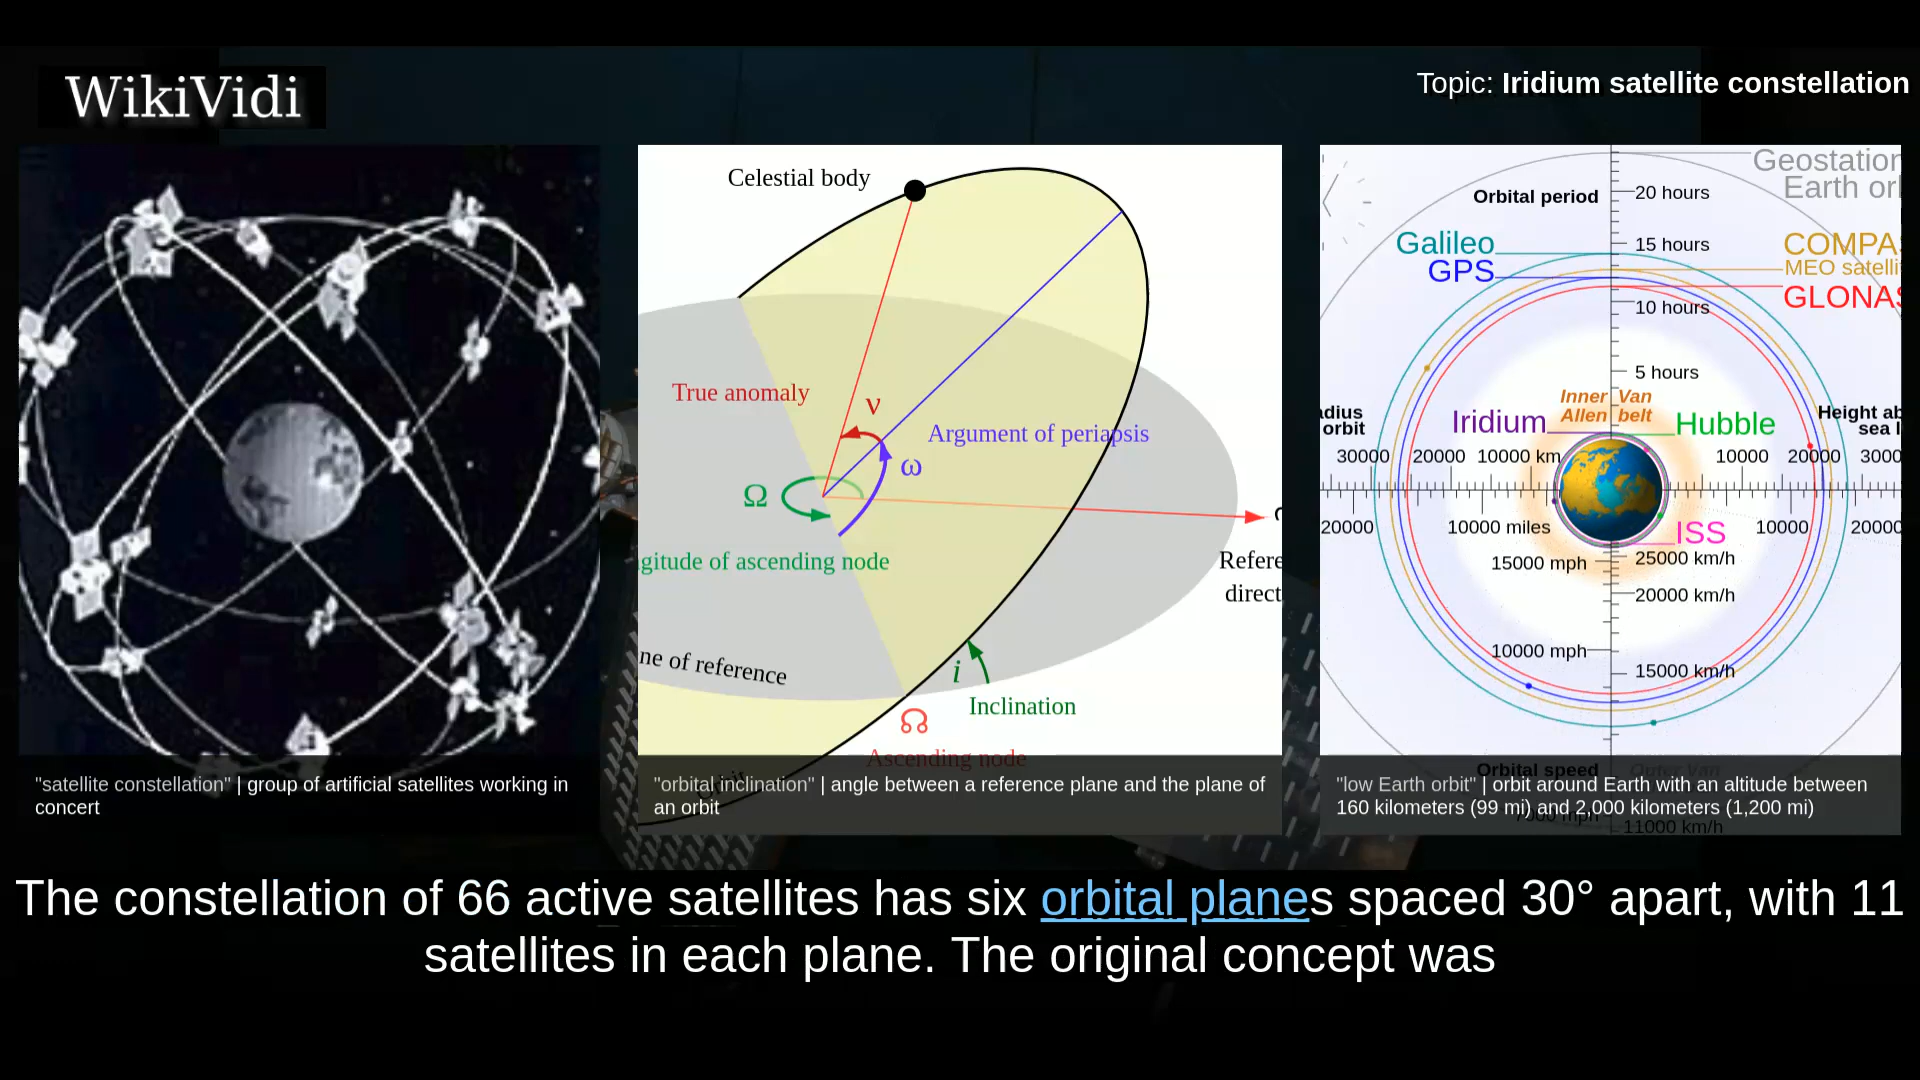 WikiVidi
Topic: Iridium satellite constellation
Celestial body
True anomaly
ν
Argument of periapsis
ω
Ω
gitude of ascending node
Refere
direct
ne of reference
i
Inclination
☊
Ascending node
Orbit
Geostation
Earth or
Orbital period
20 hours
Galileo
15 hours
COMPA
GPS
MEO satelli
10 hours
GLONAS
5 hours
Inner Van
Allen belt
adius
orbit
Iridium
Hubble
Height ab
sea l
30000
20000
10000 km
10000
20000
3000
20000
10000 miles
ISS
10000
20000
15000 mph
25000 km/h
20000 km/h
10000 mph
15000 km/h
Orbital speed
Outer Van
7000 mph
11000 km/h
"satellite constellation" | group of artificial satellites working in
concert
"orbital inclination" | angle between a reference plane and the plane of
an orbit
"low Earth orbit" | orbit around Earth with an altitude between
160 kilometers (99 mi) and 2,000 kilometers (1,200 mi)
The constellation of 66 active satellites has six orbital planes spaced 30° apart, with 11
satellites in each plane. The original concept was